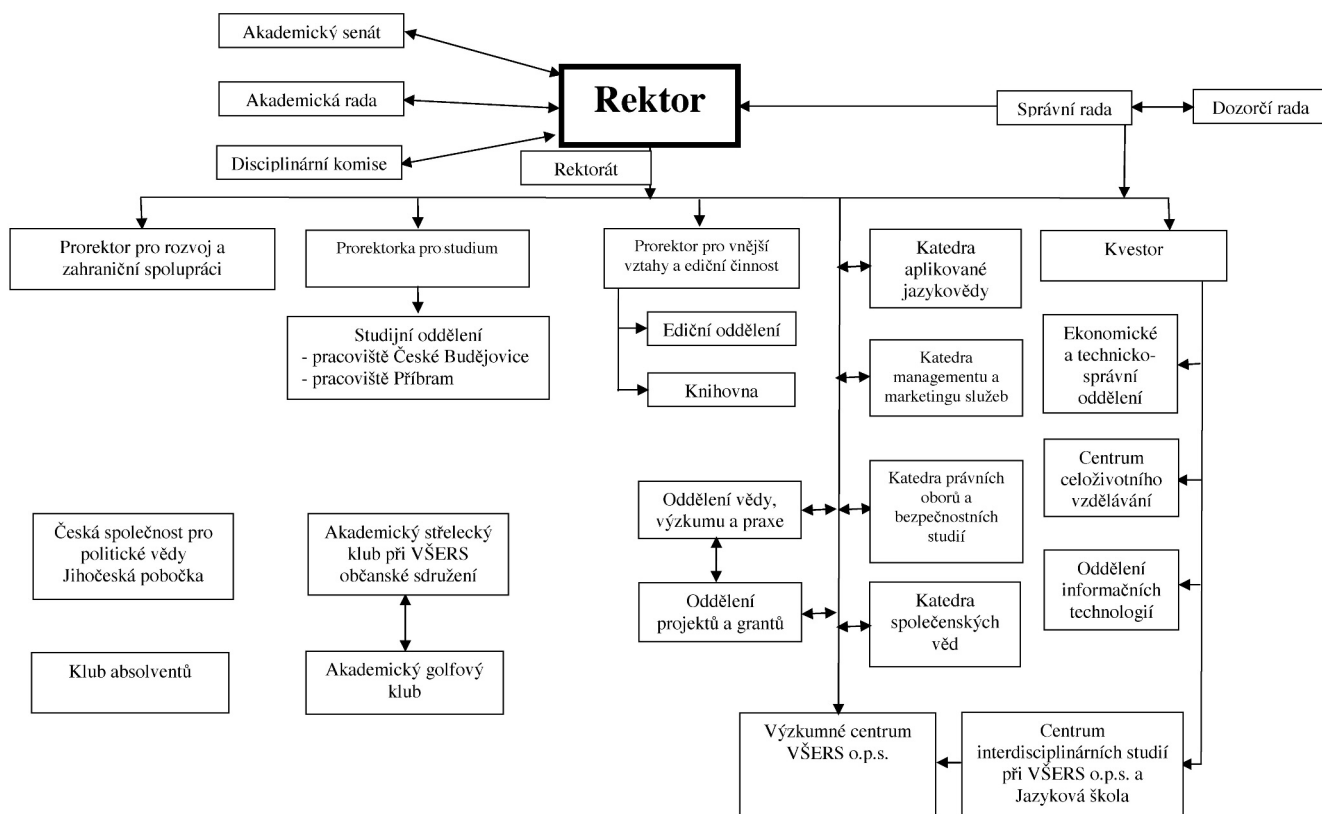 Akademický senát
Rektor
Akademická rada
Správní rada
Dozorčí rada
Disciplinární komise
Rektorát
Prorektor pro rozvoj a
zahraniční spolupráci
Prorektorka pro studium
Prorektor pro vnější
vztahy a ediční činnost
Katedra
aplikované
jazykovědy
Kvestor
Studijní oddělení
- pracoviště České Budějovice
- pracoviště Příbram
Ediční oddělení
Knihovna
Katedra
managementu a
marketingu služeb
Ekonomické
a technicko-
správní
oddělení
Oddělení vědy,
výzkumu a praxe
Katedra právních
oborů a
bezpečnostních
studií
Centrum
celoživotního
vzdělávání
Česká společnost pro
politické vědy
Jihočeská pobočka
Akademický střelecký
klub při VŠERS
občanské sdružení
Oddělení
projektů a grantů
Katedra
společenských
věd
Oddělení
informačních
technologií
Klub absolventů
Akademický golfový
klub
Výzkumné centrum
VŠERS o.p.s.
Centrum
interdisciplinárních studií
při VŠERS o.p.s. a
Jazyková škola